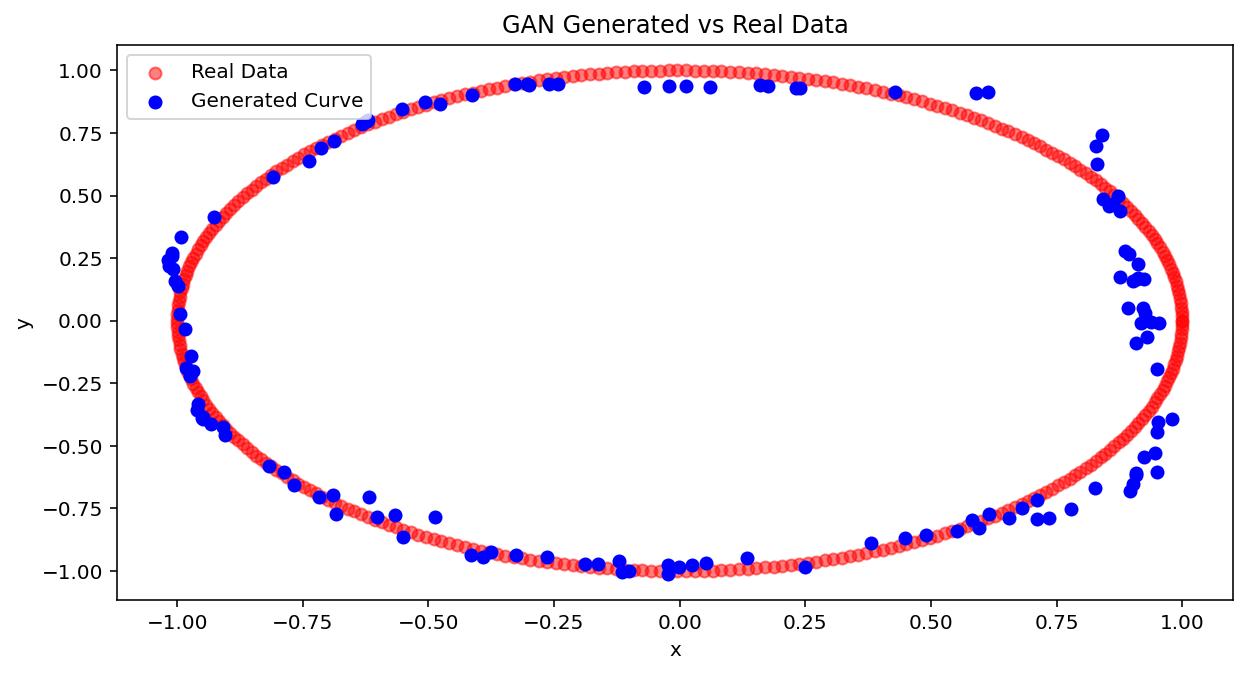 GAN Generated vs Real Data
Real Data
Generated Curve
1.00
0.75
0.50
0.25
0.00
−0.25
−0.50
−0.75
−1.00
y
−1.00 −0.75 −0.50 −0.25 0.00 0.25 0.50 0.75 1.00
x